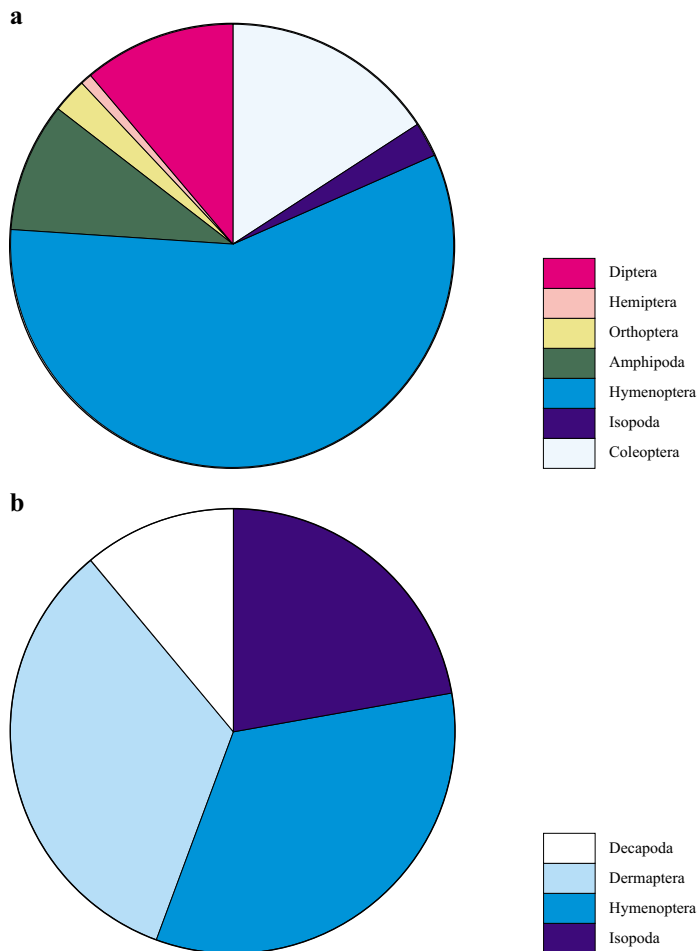 a
Diptera
Hemiptera
Orthoptera
Amphipoda
Hymenoptera
Isopoda
Coleoptera
b
Decapoda
Dermaptera
Hymenoptera
Isopoda